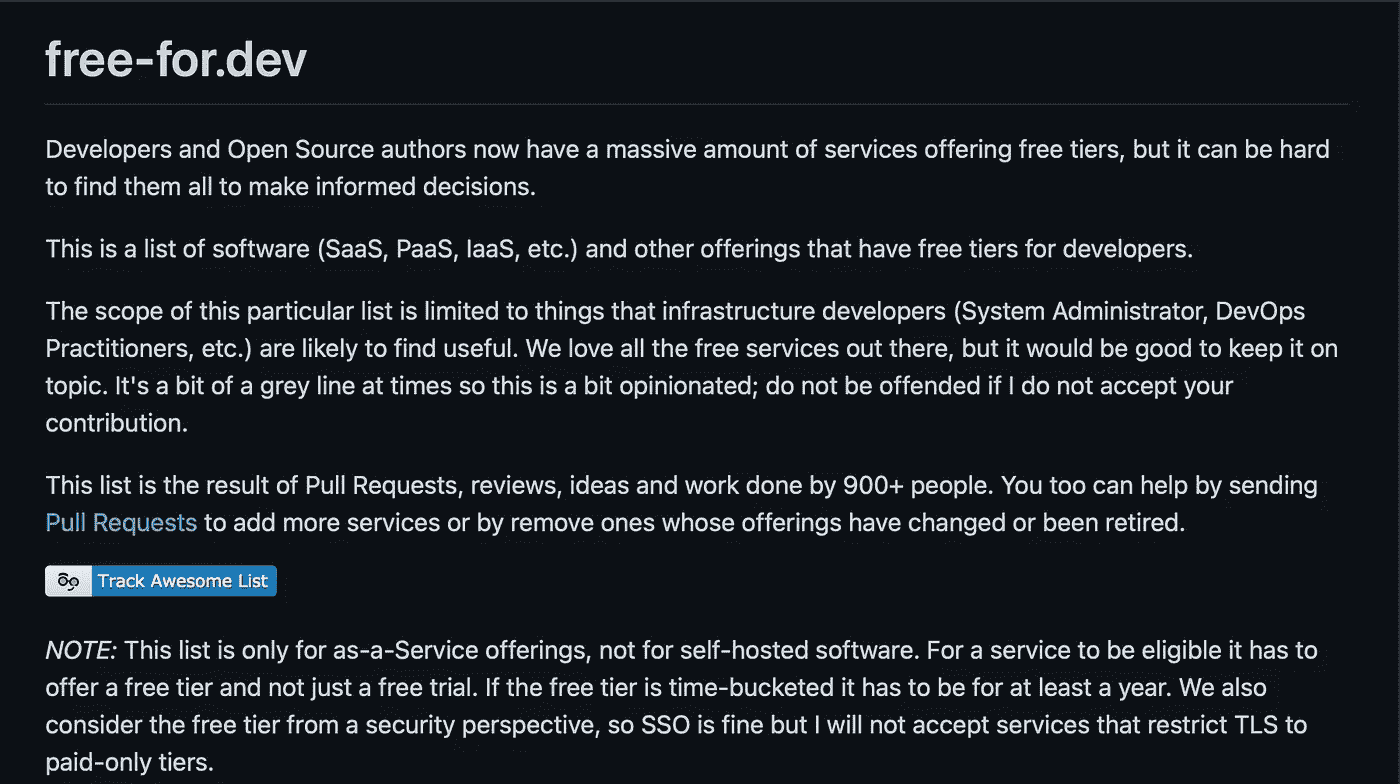 free-for.dev
Developers and Open Source authors now have a massive amount of services offering free tiers, but it can be hard
to find them all to make informed decisions.
This is a list of software (SaaS, PaaS, IaaS, etc.) and other offerings that have free tiers for developers.
The scope of this particular list is limited to things that infrastructure developers (System Administrator, DevOps
Practitioners, etc.) are likely to find useful. We love all the free services out there, but it would be good to keep it on
topic. It's a bit of a grey line at times so this is a bit opinionated; do not be offended if I do not accept your
contribution.
This list is the result of Pull Requests, reviews, ideas and work done by 900+ people. You too can help by sending
Pull Requests to add more services or by remove ones whose offerings have changed or been retired.
Track Awesome List
NOTE: This list is only for as-a-Service offerings, not for self-hosted software. For a service to be eligible it has to
offer a free tier and not just a free trial. If the free tier is time-bucketed it has to be for at least a year. We also
consider the free tier from a security perspective, so SSO is fine but I will not accept services that restrict TLS to
paid-only tiers.